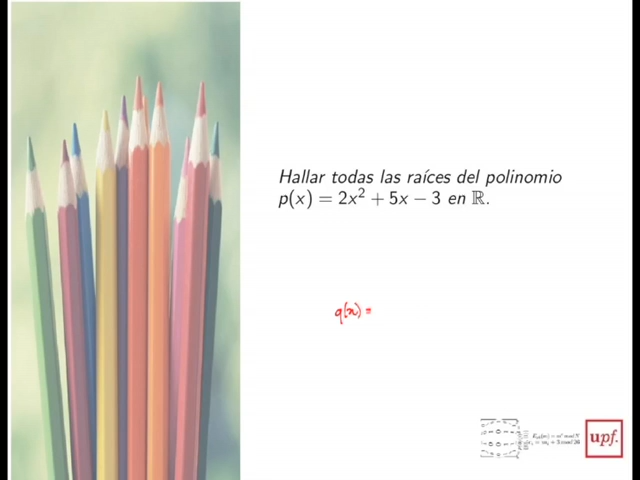 Hallar todas las raíces del polinomio
p(x) = 2x² + 5x − 3 en ℝ.
q(x) =
upf.